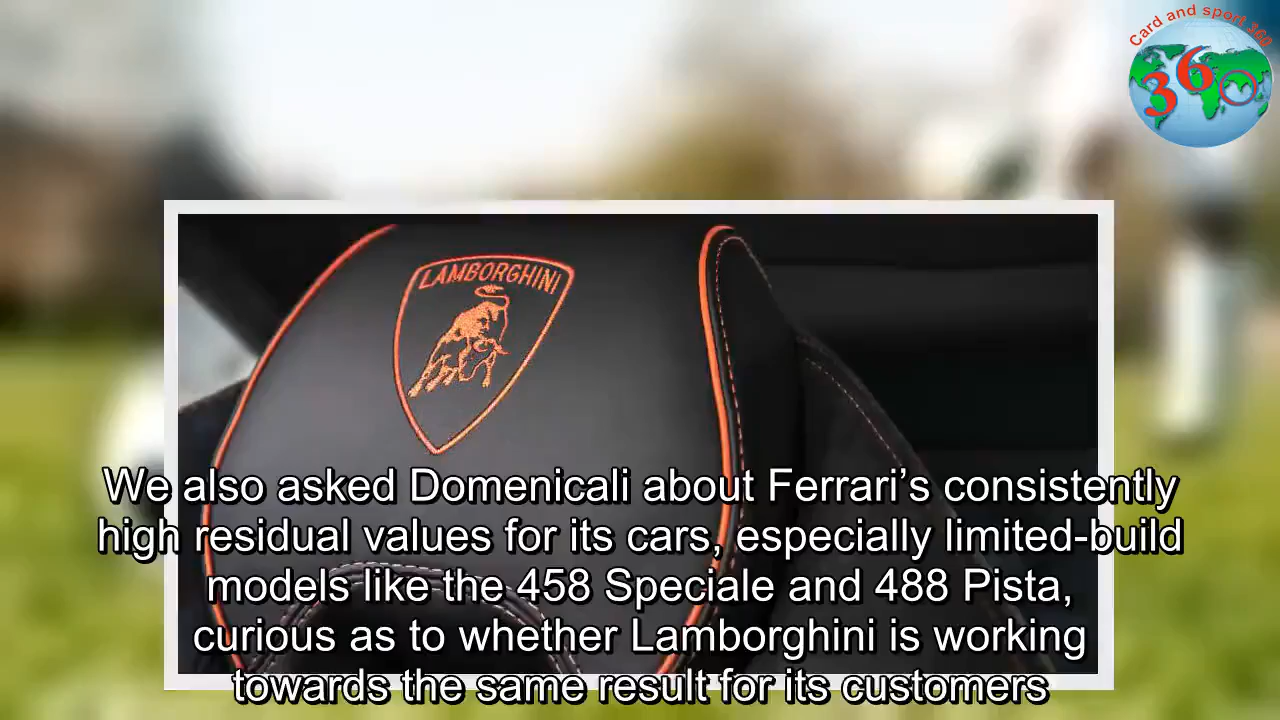 Card and sport 360
360
LAMBORGHINI
We also asked Domenicali about Ferrari’s consistently
high residual values for its cars, especially limited-build
models like the 458 Speciale and 488 Pista,
curious as to whether Lamborghini is working
towards the same result for its customers